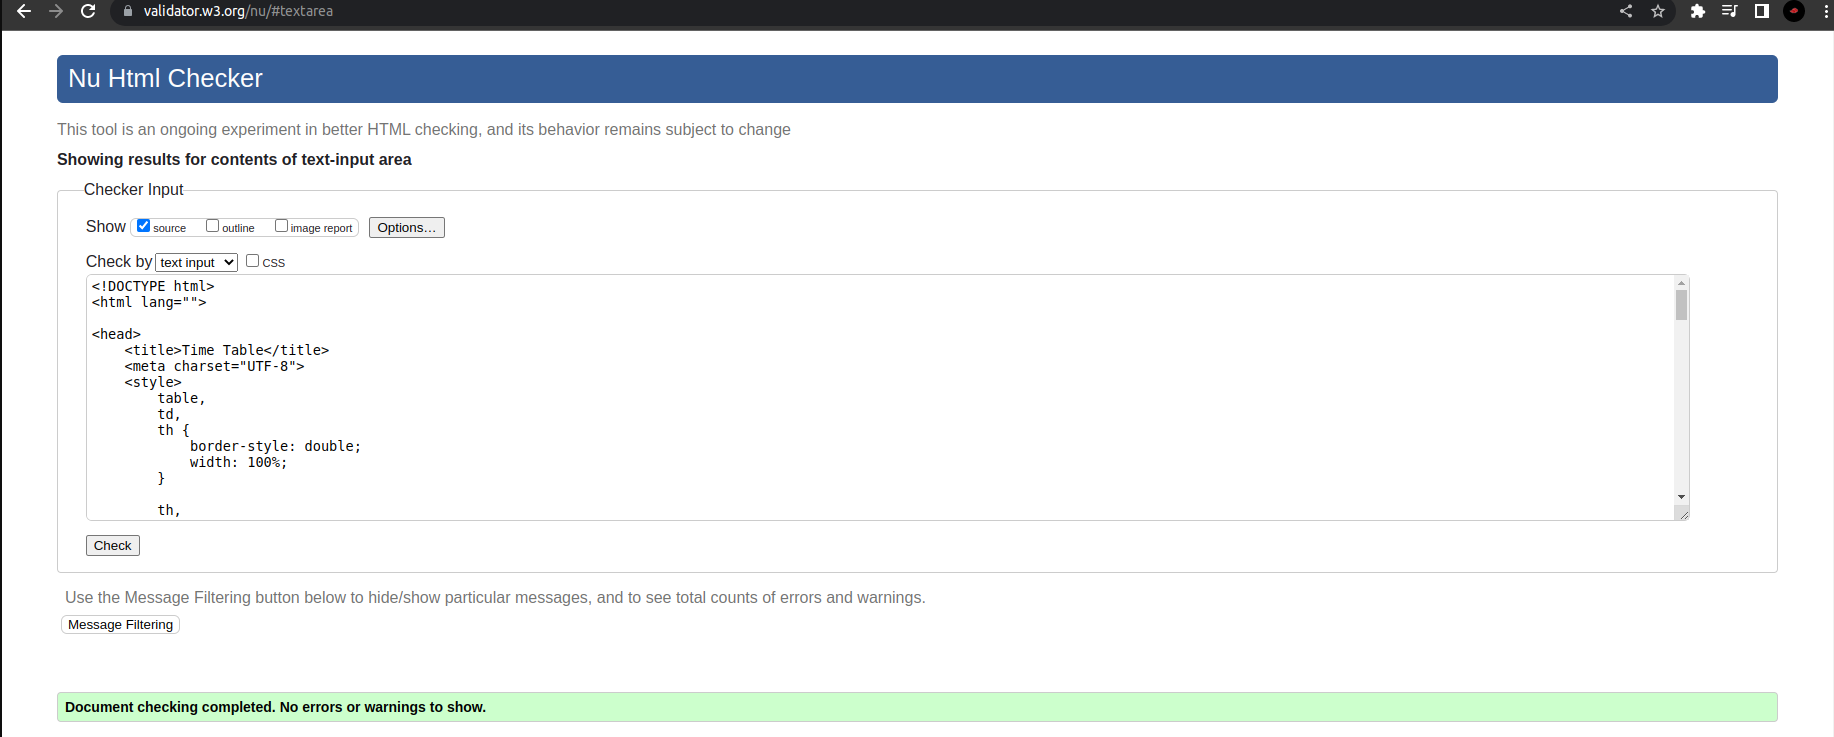 validator.w3.org/nu/#textarea
Nu Html Checker
This tool is an ongoing experiment in better HTML checking, and its behavior remains subject to change
Showing results for contents of text-input area
Checker Input
Show source outline image report Options...
Check by text input CSS
<!DOCTYPE html>
<html lang="">
<head>
    <title>Time Table</title>
    <meta charset="UTF-8">
    <style>
        table,
        td,
        th {
            border-style: double;
            width: 100%;
        }
        th,
Check
Use the Message Filtering button below to hide/show particular messages, and to see total counts of errors and warnings.
Message Filtering
Document checking completed. No errors or warnings to show.